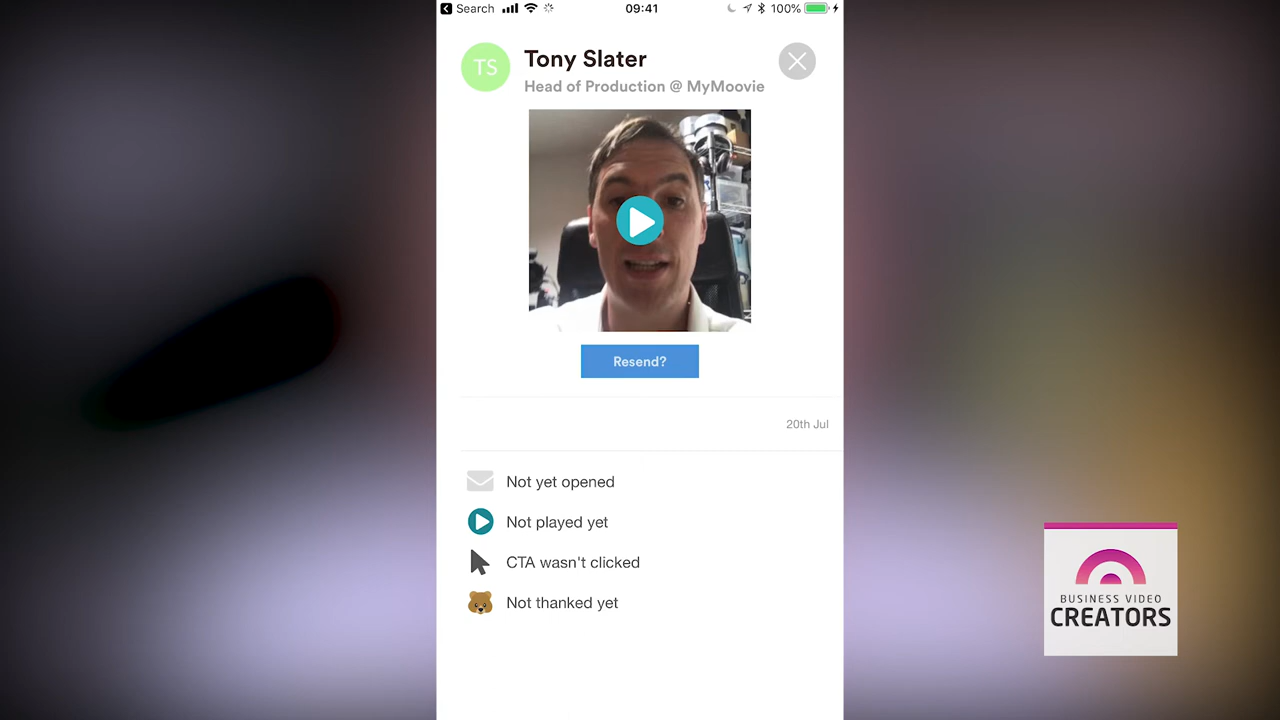 Search
09:41
100%
TS
Tony Slater
Head of Production @ MyMoovie
Resend?
20th Jul
Not yet opened
Not played yet
CTA wasn't clicked
Not thanked yet
BUSINESS VIDEO
CREATORS